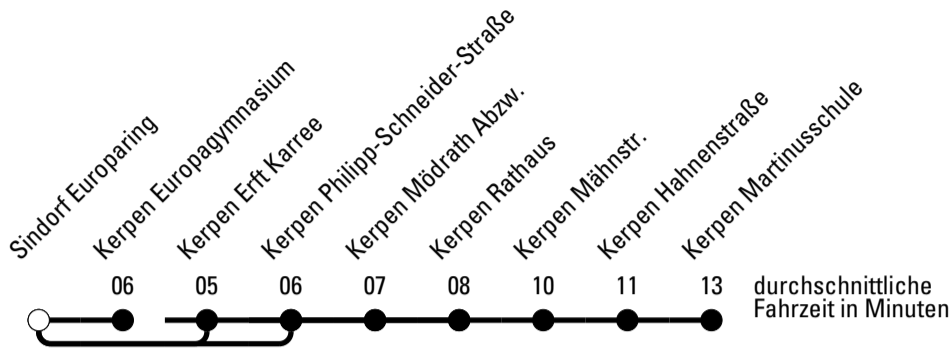 Sindorf Europaring
Kerpen Europagymnasium
Kerpen Erft Karree
Kerpen Philipp-Schneider-Straße
Kerpen Mödrath Abzw.
Kerpen Rathaus
Kerpen Mähnstr.
Kerpen Hahnenstraße
Kerpen Martinusschule
06 05 06 07 08 10 11 13 durchschnittliche
Fahrzeit in Minuten